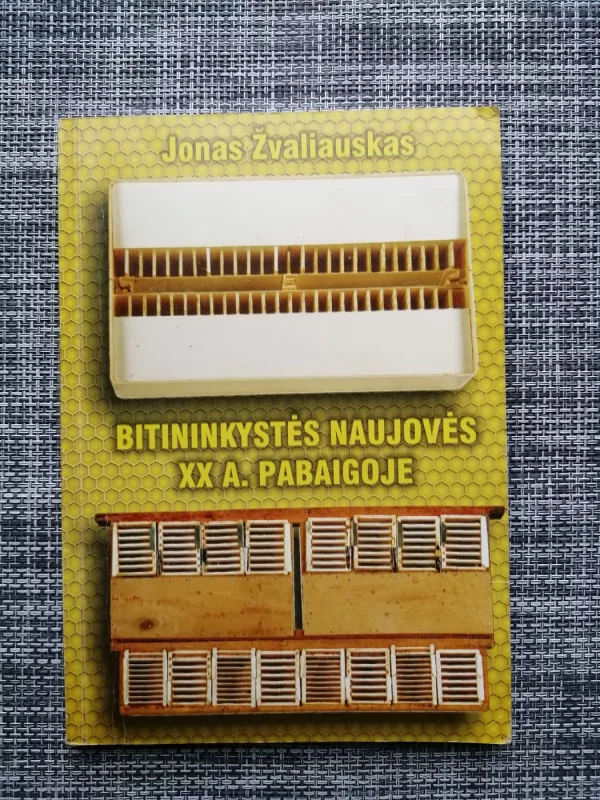 Jonas Žvaliauskas
BITININKYSTĖS NAUJOVĖS
XX A. PABAIGOJE